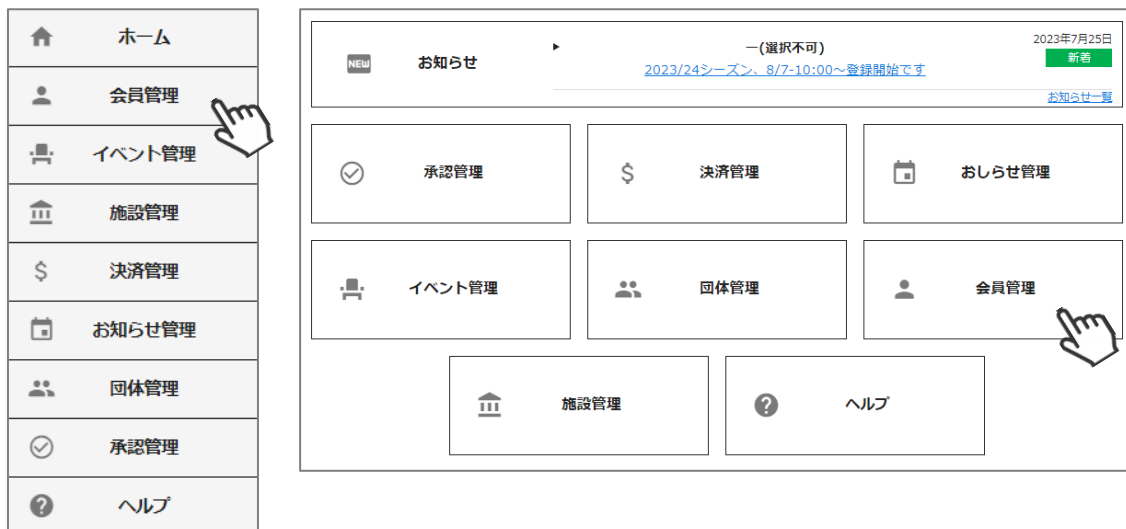 ホーム
会員管理
イベント管理
施設管理
決済管理
お知らせ管理
団体管理
承認管理
ヘルプ
NEW
お知らせ
ー(選択不可)
2023/24シーズン、8/7-10:00～登録開始です
2023年7月25日
新着
お知らせ一覧
承認管理
決済管理
おしらせ管理
イベント管理
団体管理
会員管理
施設管理
ヘルプ